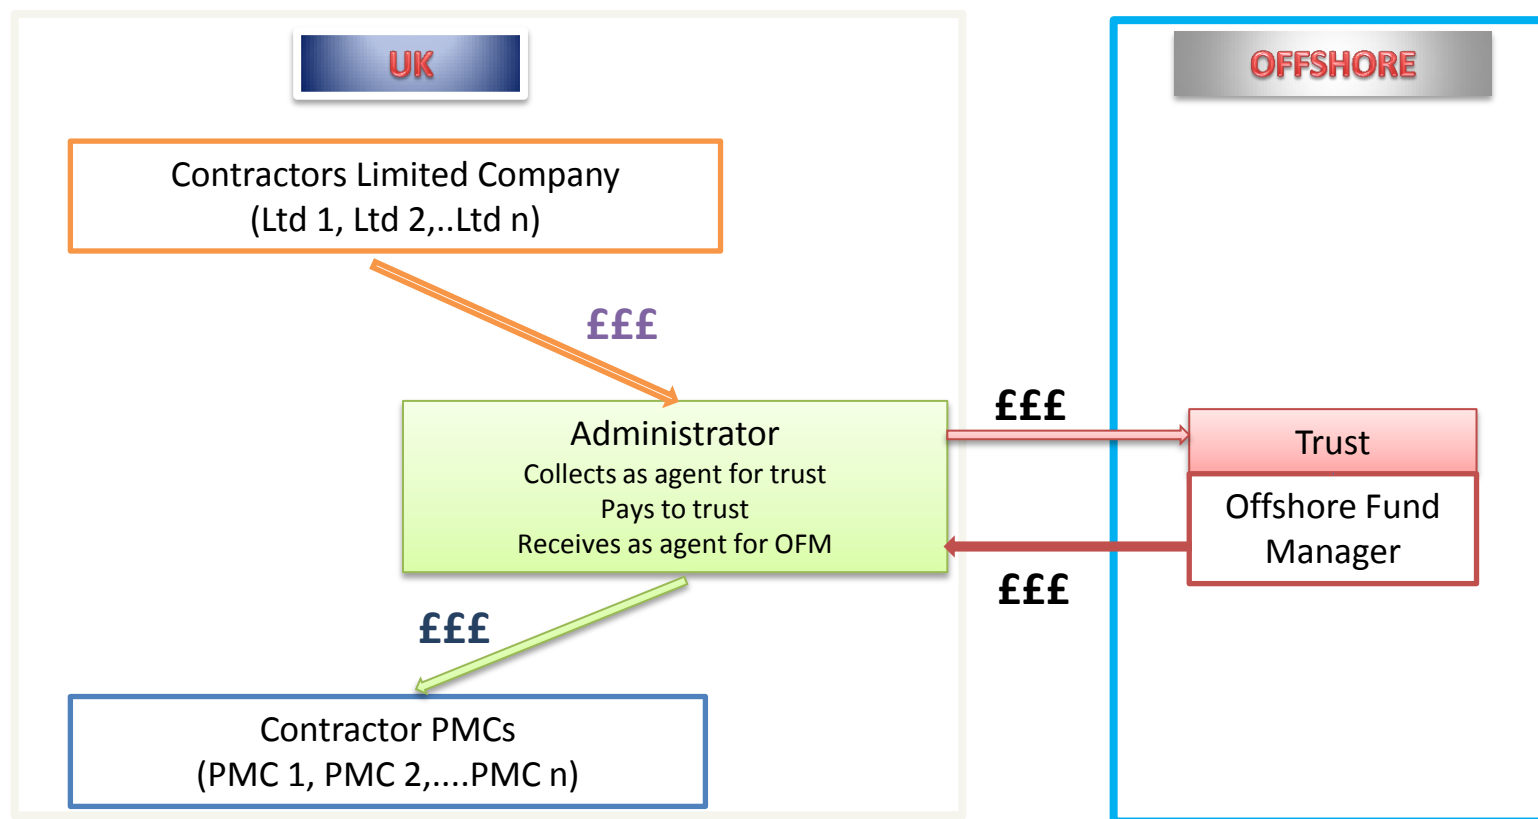 UK
OFFSHORE
Contractors Limited Company
(Ltd 1, Ltd 2,..Ltd n)
£££
Administrator
Collects as agent for trust
Pays to trust
Receives as agent for OFM
£££
Trust
Offshore Fund
Manager
£££
£££
Contractor PMCs
(PMC 1, PMC 2,....PMC n)